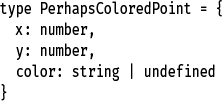 type PerhapsColoredPoint = {
  x: number,
  y: number,
  color: string | undefined
}